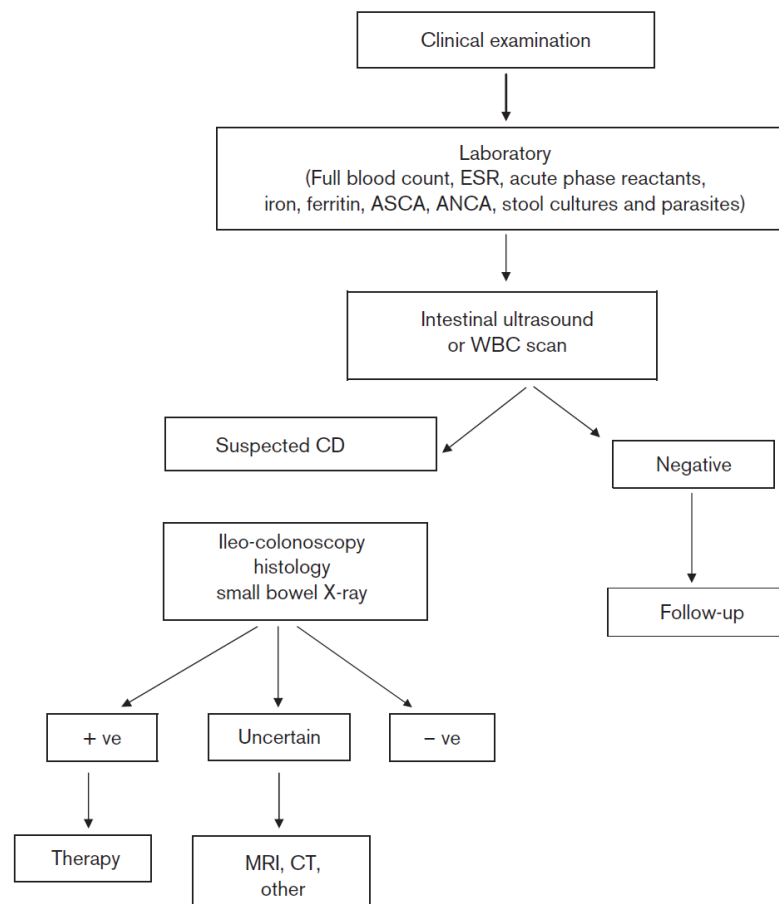 Clinical examination
Laboratory
(Full blood count, ESR, acute phase reactants,
iron, ferritin, ASCA, ANCA, stool cultures and parasites)
Intestinal ultrasound
or WBC scan
Suspected CD
Negative
Ileo-colonoscopy
histology
small bowel X-ray
Follow-up
+ ve
Uncertain
− ve
Therapy
MRI, CT,
other